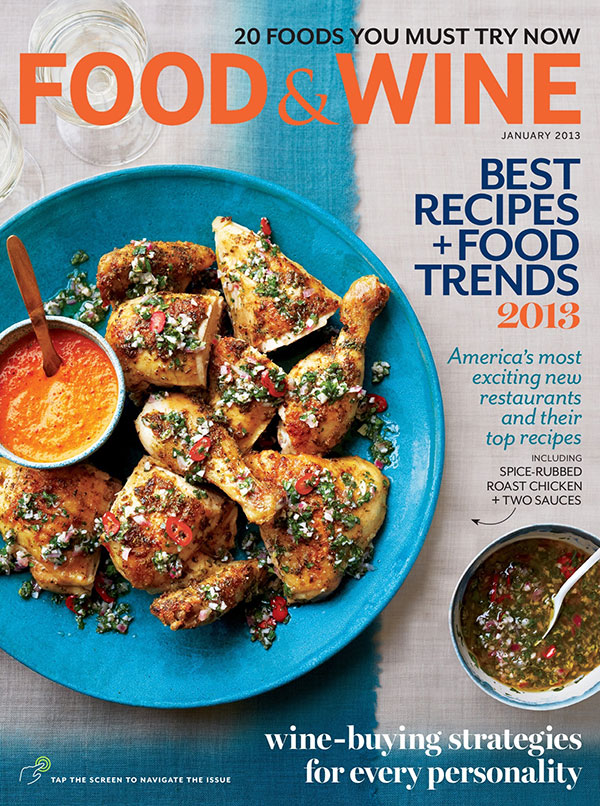 20 FOODS YOU MUST TRY NOW
FOOD & WINE
JANUARY 2013
BEST
RECIPES
+FOOD
TRENDS
2013
America's most
exciting new
restaurants
and their
top recipes
INCLUDING
SPICE-RUBBED
ROAST CHICKEN
+ TWO SAUCES
wine-buying strategies
for every personality
TAP THE SCREEN TO NAVIGATE THE ISSUE